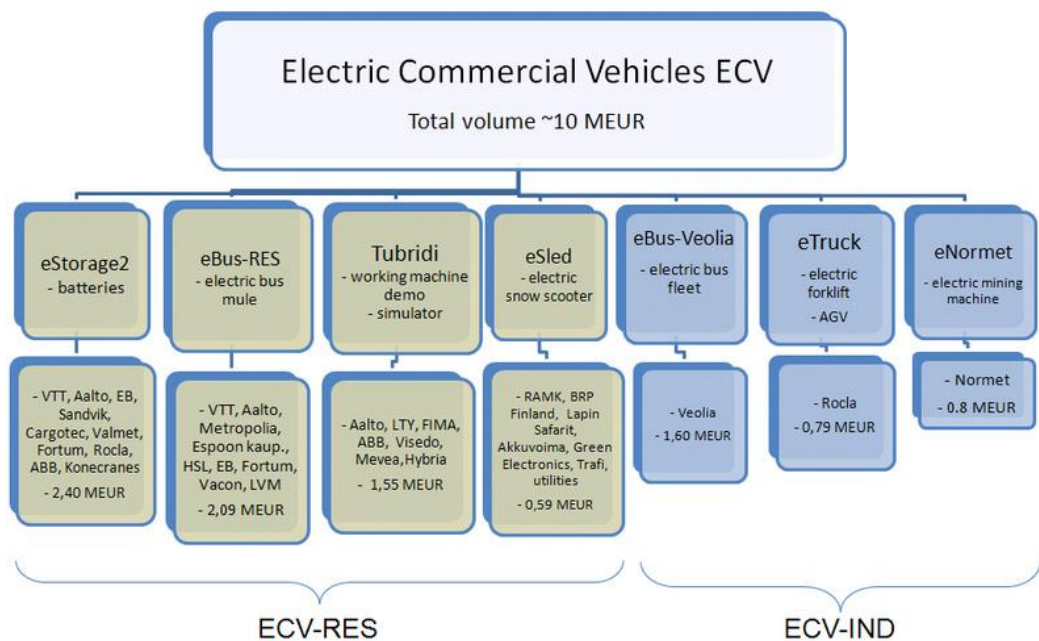 Electric Commercial Vehicles ECV
Total volume ~10 MEUR
eStorage2
- batteries
eBus-RES
- electric bus
mule
Tubridi
- working machine
demo
- simulator
eSled
- electric
snow scooter
eBus-Veolia
- electric bus
fleet
eTruck
- electric
forklift
- AGV
eNormet
- electric mining
machine
- VTT, Aalto, EB,
Sandvik,
Cargotec, Valmet,
Fortum, Rocla,
ABB, Konecranes
- 2,40 MEUR
- VTT, Aalto,
Metropolia,
Espoon kaup.,
HSL, EB, Fortum,
Vacon, LVM
- 2,09 MEUR
- Aalto, LTY, FIMA,
ABB, Visedo,
Mevea,Hybria
- 1,55 MEUR
- RAMK, BRP
Finland, Lapin
Safarit,
Akkuvoima, Green
Electronics, Trafi,
utilities
- 0,59 MEUR
- Veolia
- 1,60 MEUR
- Rocla
- 0,79 MEUR
- Normet
- 0.8 MEUR
ECV-RES
ECV-IND